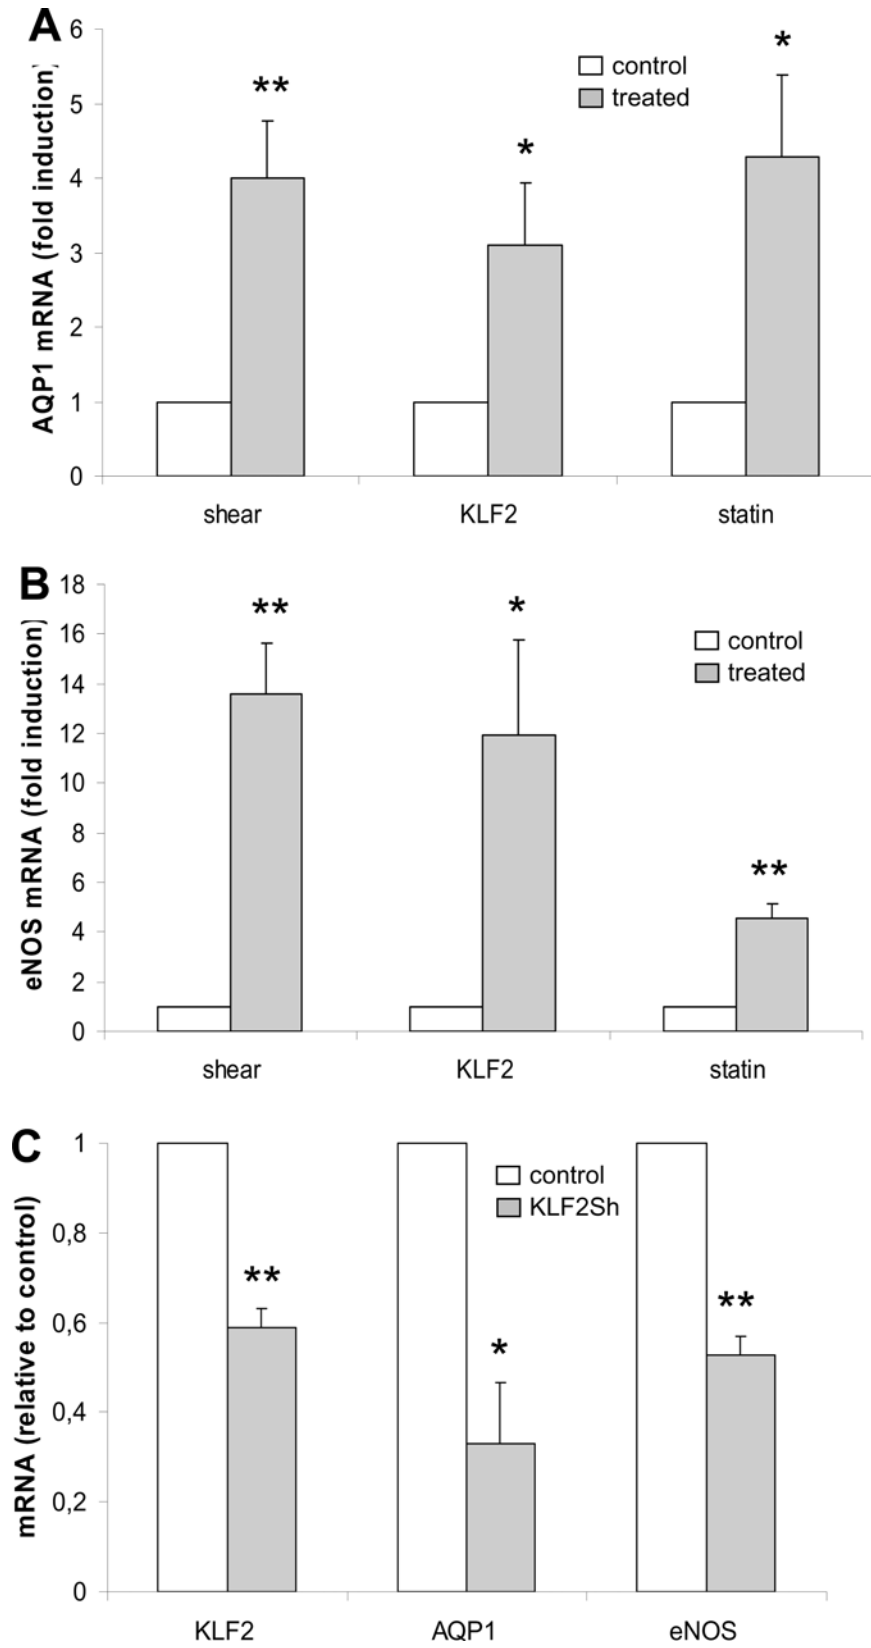 A
AQP1 mRNA (fold induction)
6
5
4
3
2
1
0
**
*
*
control
treated
shear
KLF2
statin
B
eNOS mRNA (fold induction)
18
16
14
12
10
8
6
4
2
0
**
*
**
control
treated
shear
KLF2
statin
C
mRNA (relative to control)
1
0,8
0,6
0,4
0,2
0
**
*
**
control
KLF2Sh
KLF2
AQP1
eNOS